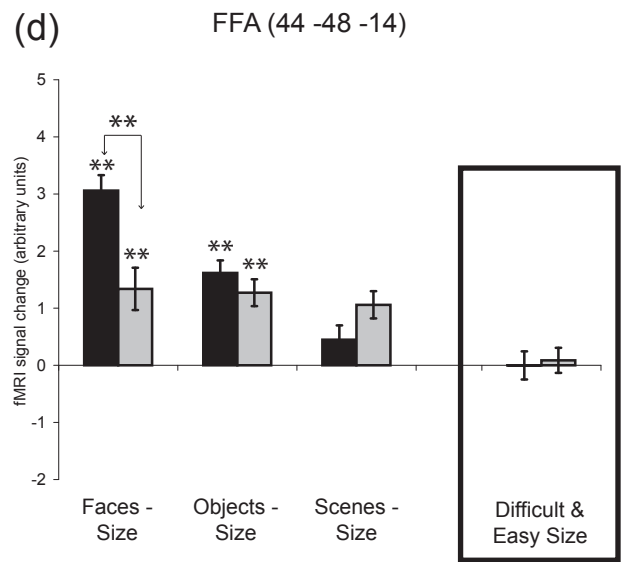 (d)
FFA (44 -48 -14)
fMRI signal change (arbitrary units)
5
4
3
2
1
0
-1
-2
**
**
**
**
**
Faces -
Size
Objects -
Size
Scenes -
Size
Difficult &
Easy Size